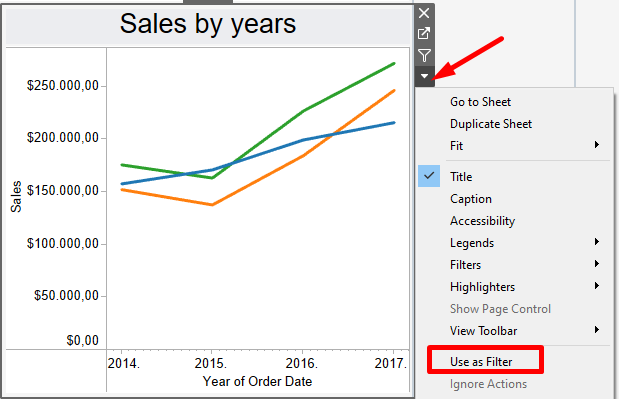 Sales by years
$250.000,00
$200.000,00
$150.000,00
$100.000,00
$50.000,00
$0,00
Sales
2014. 2015. 2016. 2017.
Year of Order Date
Go to Sheet
Duplicate Sheet
Fit
Title
Caption
Accessibility
Legends
Filters
Highlighters
Show Page Control
View Toolbar
Use as Filter
Ignore Actions